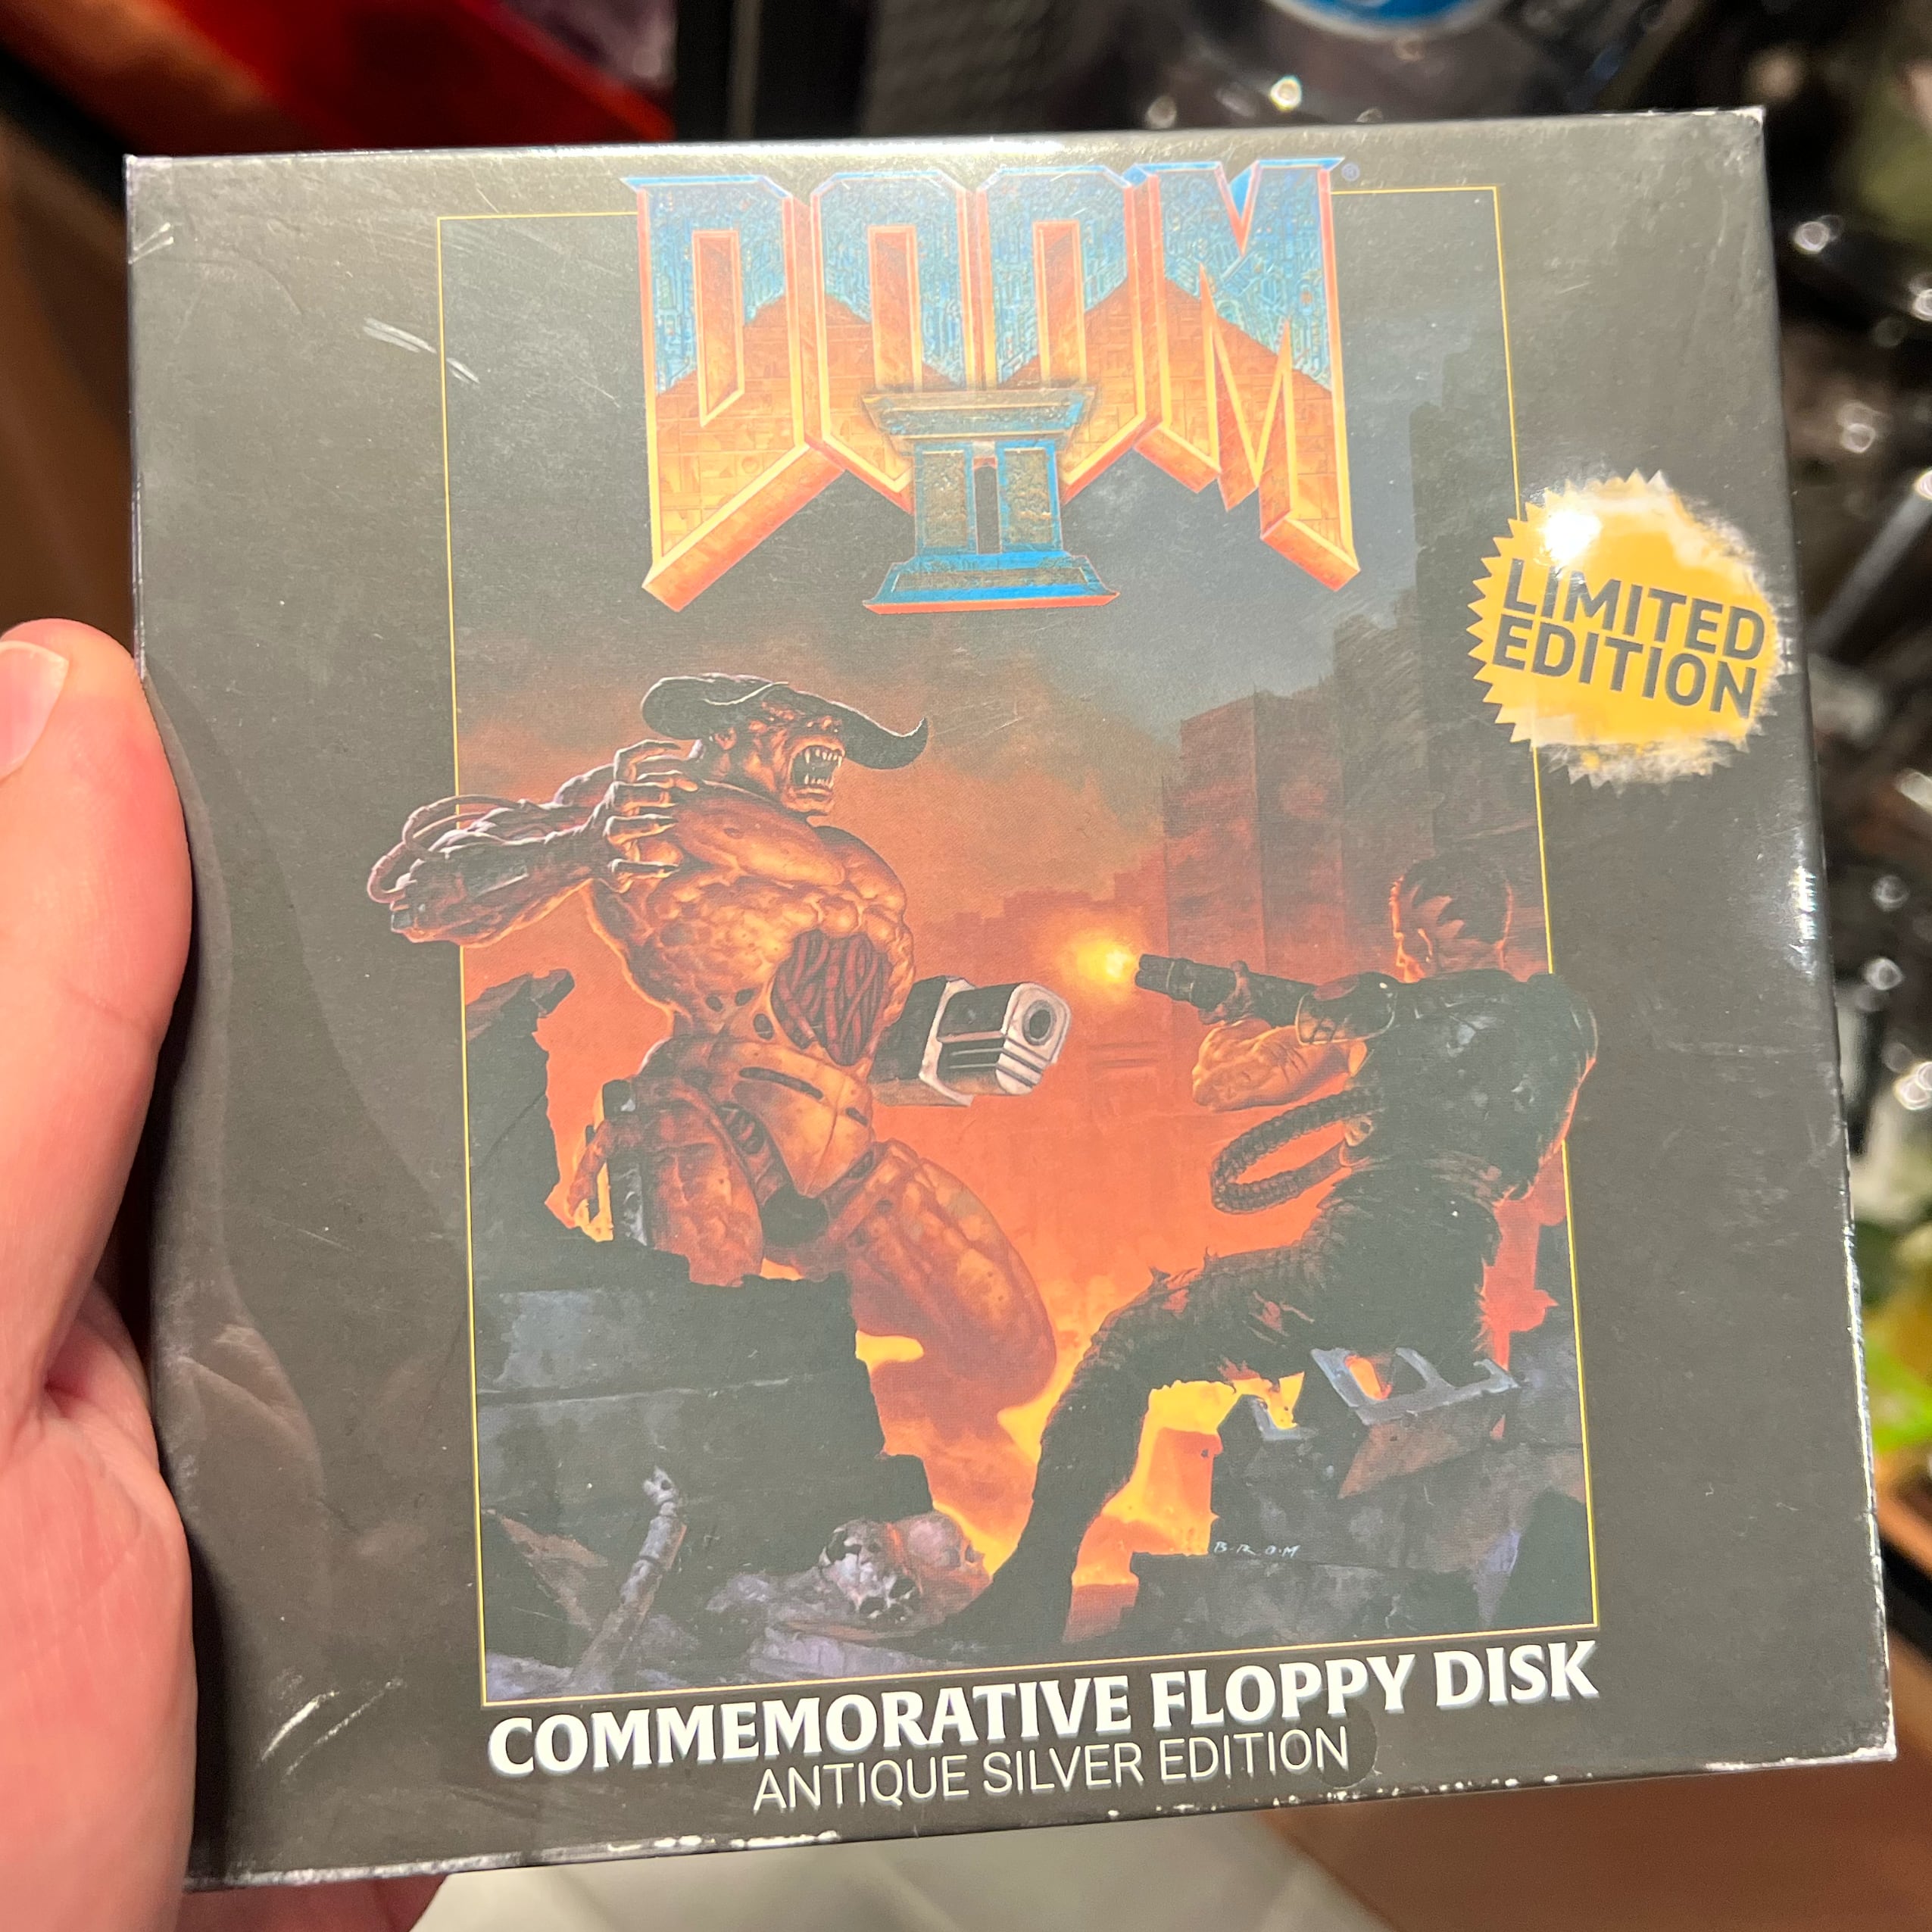 DOOM®
II
LIMITED
EDITION
B·R·O·M
COMMEMORATIVE FLOPPY DISK
ANTIQUE SILVER EDITION